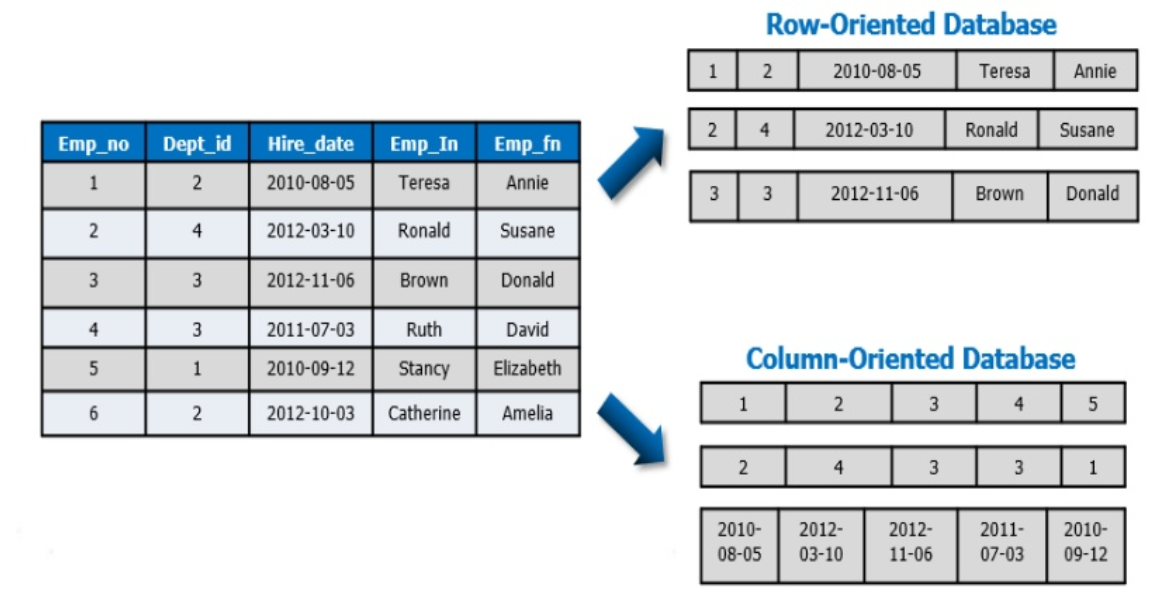 Row-Oriented Database
1 2 2010-08-05 Teresa Annie
2 4 2012-03-10 Ronald Susane
3 3 2012-11-06 Brown Donald
Emp_no Dept_id Hire_date Emp_In Emp_fn
1 2 2010-08-05 Teresa Annie
2 4 2012-03-10 Ronald Susane
3 3 2012-11-06 Brown Donald
4 3 2011-07-03 Ruth David
5 1 2010-09-12 Stancy Elizabeth
6 2 2012-10-03 Catherine Amelia
Column-Oriented Database
1 2 3 4 5
2 4 3 3 1
2010- 2012- 2012- 2011- 2010-
08-05 03-10 11-06 07-03 09-12